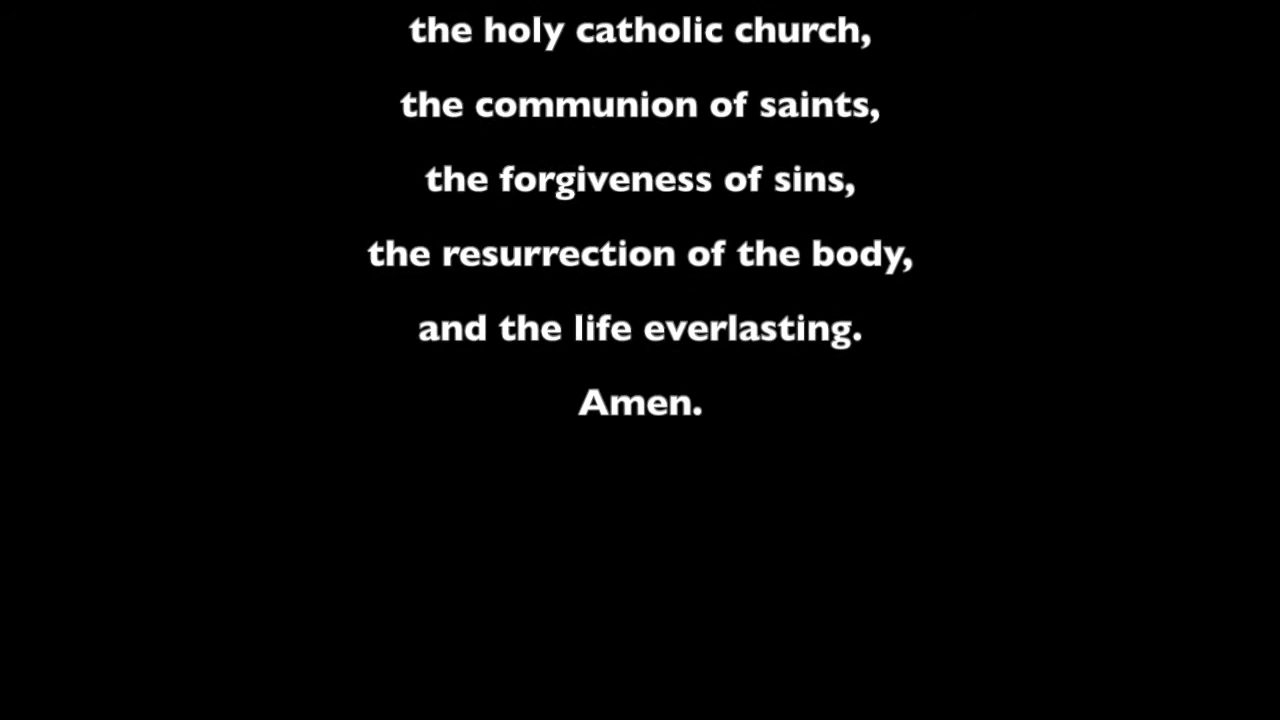 the holy catholic church,
the communion of saints,
the forgiveness of sins,
the resurrection of the body,
and the life everlasting.
Amen.